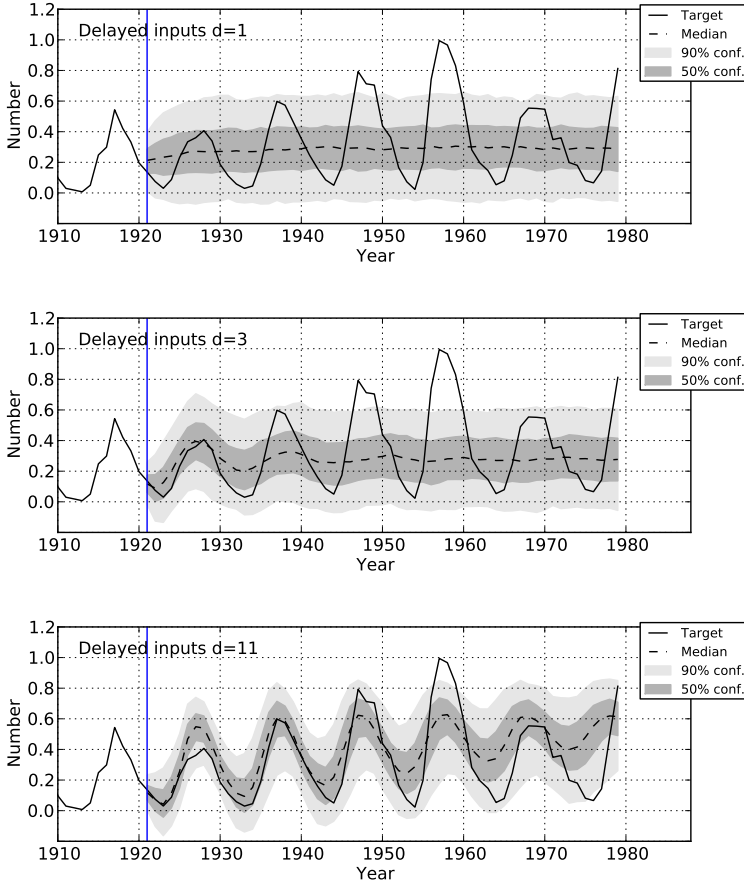 Delayed inputs d=1
Target
Median
90% conf.
50% conf.
Number
1.2
1.0
0.8
0.6
0.4
0.2
0.0
1910 1920 1930 1940 1950 1960 1970 1980
Year
Delayed inputs d=3
Target
Median
90% conf.
50% conf.
Number
1.2
1.0
0.8
0.6
0.4
0.2
0.0
1910 1920 1930 1940 1950 1960 1970 1980
Year
Delayed inputs d=11
Target
Median
90% conf.
50% conf.
Number
1.2
1.0
0.8
0.6
0.4
0.2
0.0
1910 1920 1930 1940 1950 1960 1970 1980
Year